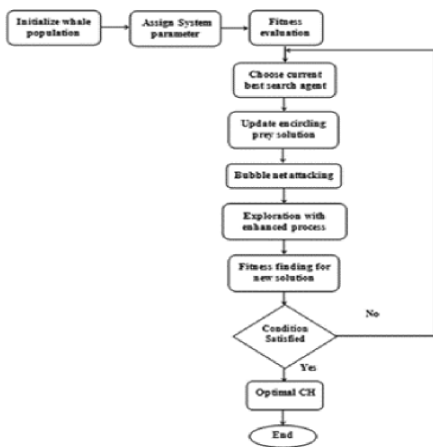 Initialize whale
population
Assign System
parameter
Fitness
evaluation
Choose current
best search agent
Update encircling
prey solution
Bubble net attacking
Exploration with
enhanced process
Fitness finding for
new solution
Condition
Satisfied
No
Yes
Optimal CH
End